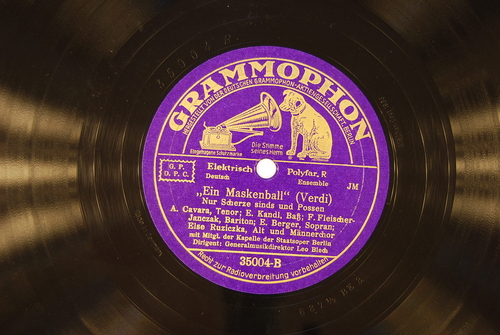 35004 R
GRAMMOPHON
HERGESTELLT VON DER DEUTSCHEN GRAMMOPHON-AKTIENGESELLSCHAFT, BERLIN
Die Stimme
seines Herrn
Eingetragene Schutzmarke
G. P.
D. P. C.
Elektrisch
Deutsch
Polyfar. R
Ensemble
JM
„Ein Maskenball“ (Verdi)
Nur Scherze sinds und Possen
A. Cavara, Tenor; E. Kandl, Baß; F. Fleischer-
Janczak, Bariton; E. Berger, Sopran;
Else Ruziczka, Alt und Männerchor
mit Mitgl. der Kapelle der Staatsoper Berlin
Dirigent: Generalmusikdirektor Leo Blech
35004-B
Recht zur Radioverbreitung vorbehalten